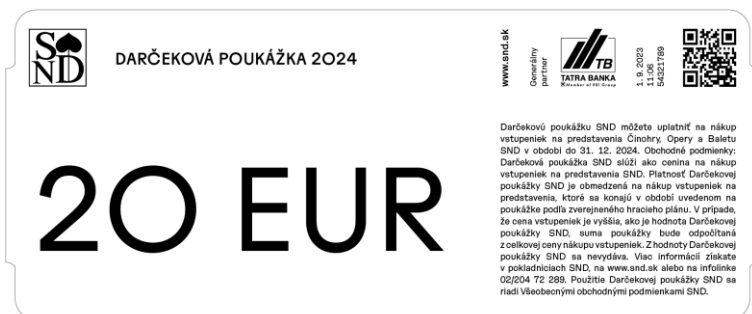 SND
DARČEKOVÁ POUKÁŽKA 2024
20 EUR
www.snd.sk
Generálny
partner
TB
TATRA BANKA
Member of RBI Group
1. 9. 2023
11:06
54321789
Darčekovú poukážku SND môžete uplatniť na nákup
vstupeniek na predstavenia Činohry, Opery a Baletu
SND v období do 31. 12. 2024. Obchodné podmienky:
Darčeková poukážka SND slúži ako cenina na nákup
vstupeniek na predstavenia SND. Platnosť Darčekovej
poukážky SND je obmedzená na nákup vstupeniek na
predstavenia, ktoré sa konajú v období uvedenom na
poukážke podľa zverejneného hracieho plánu. V prípade,
že cena vstupeniek je vyššia, ako je hodnota Darčekovej
poukážky SND, suma poukážky bude odpočítaná
z celkovej ceny nákupu vstupeniek. Z hodnoty Darčekovej
poukážky SND sa nevydáva. Viac informácií získate
v pokladniciach SND, na www.snd.sk alebo na infolinke
02/204 72 289. Použitie Darčekovej poukážky SND sa
riadi Všeobecnými obchodnými podmienkami SND.